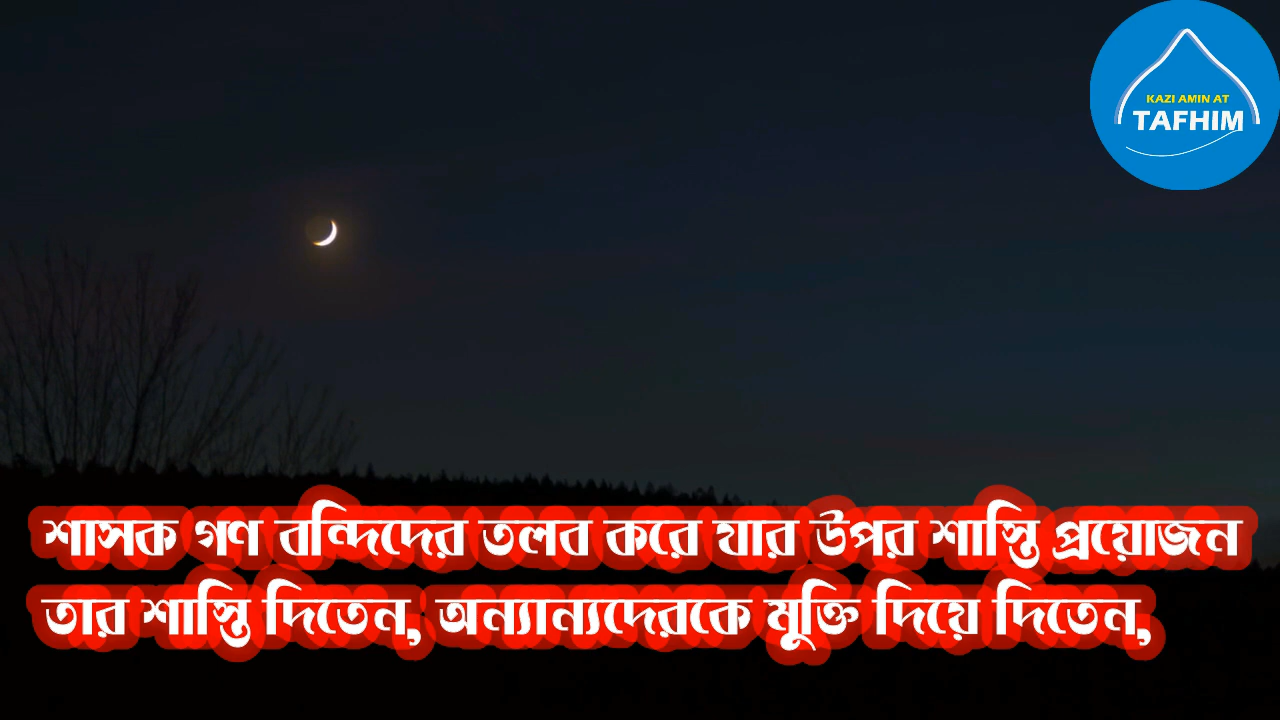 KAZI AMIN AT
TAFHIM
শাসক গণ বন্দিদের তলব করে যার উপর শাস্তি প্রয়োজন
তার শাস্তি দিতেন, অন্যান্যদেরকে মুক্তি দিয়ে দিতেন,